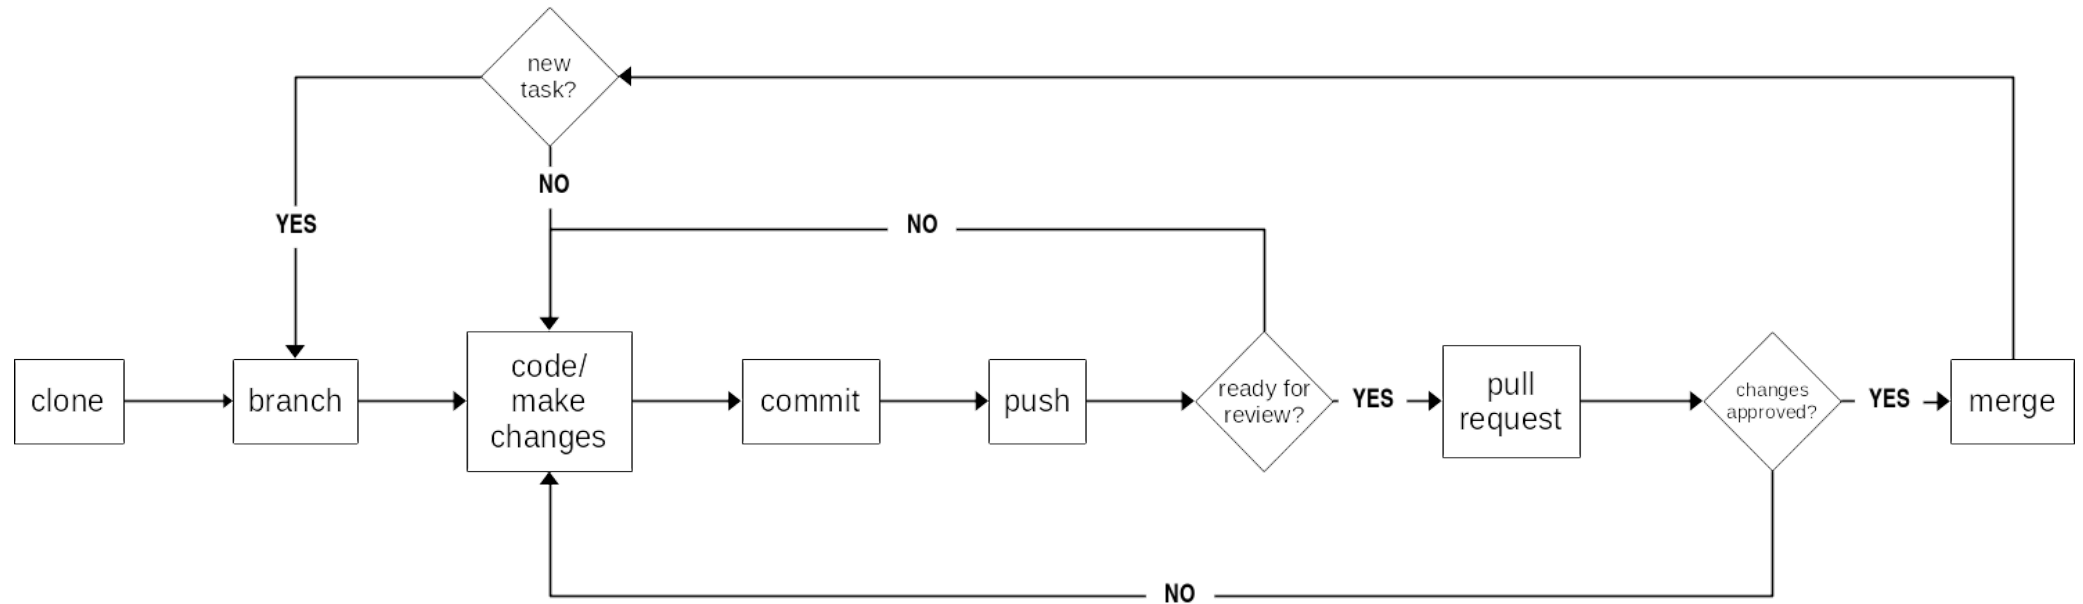 new
task?
NO
YES
NO
clone
branch
code/
make
changes
commit
push
ready for
review?
YES
pull
request
changes
approved?
YES
merge
NO